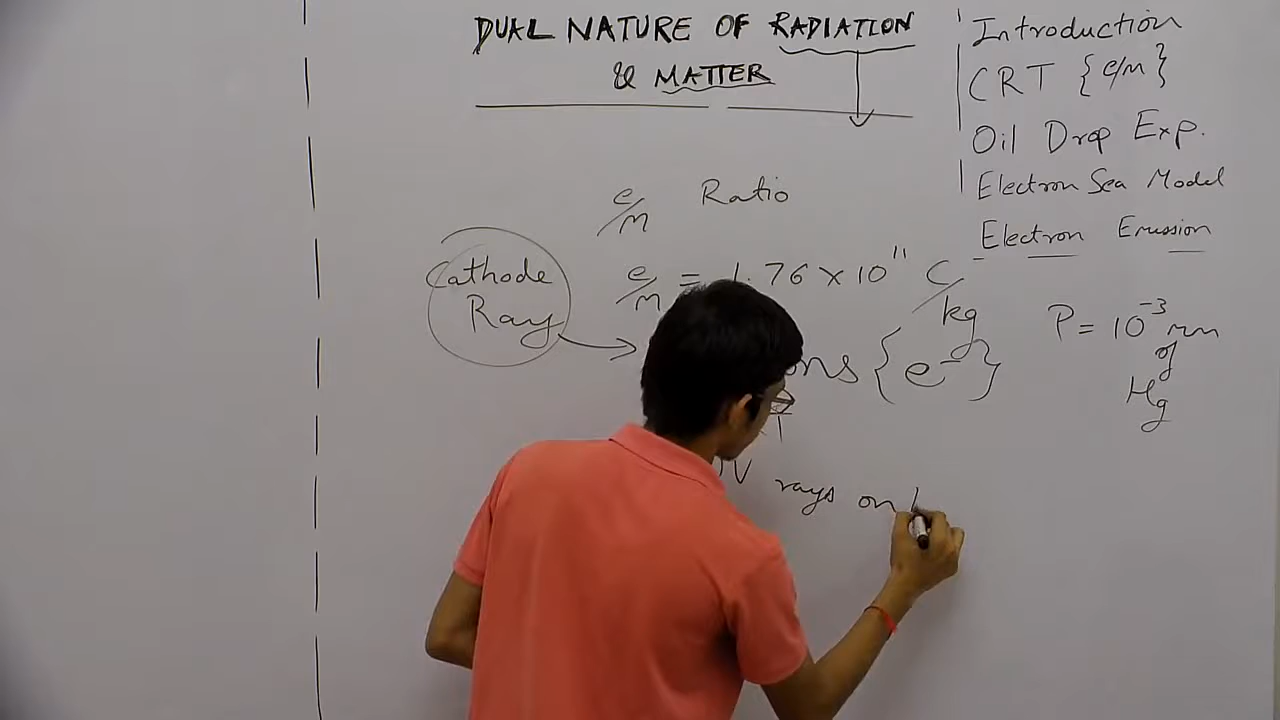 DUAL NATURE OF RADIATION
& MATTER
Introduction
CRT {e/m}
Oil Drop Exp.
Electron Sea Model
Electron Emission
e/m Ratio
Cathode
Ray
e/m = 1.76 × 10¹¹ C/kg
{e⁻}
P = 10⁻³ mm
of
Hg
rays on